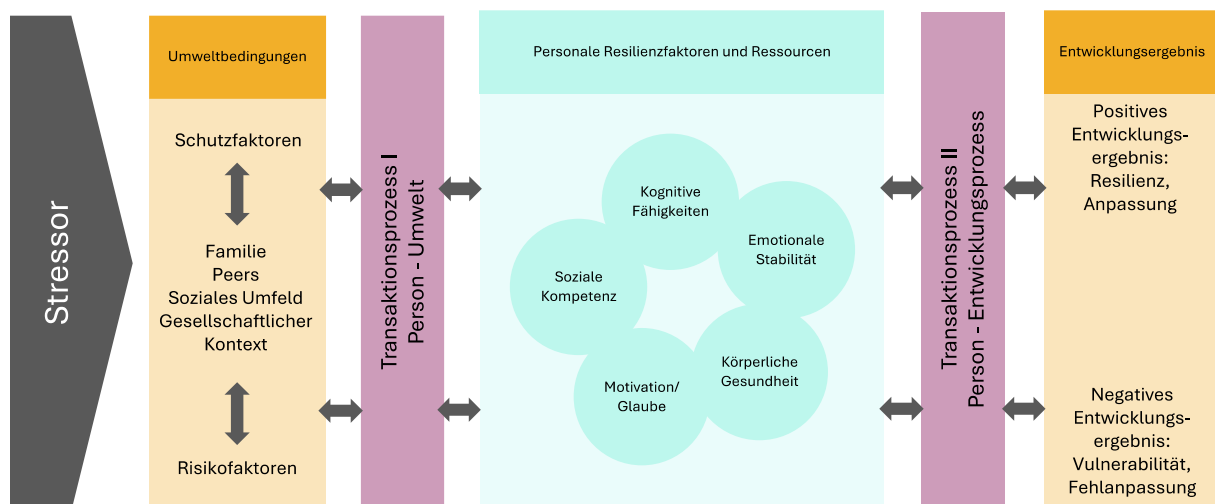 Stressor
Umweltbedingungen
Schutzfaktoren
Familie
Peers
Soziales Umfeld
Gesellschaftlicher
Kontext
Risikofaktoren
Transaktionsprozess I
Person - Umwelt
Personale Resilienzfaktoren und Ressourcen
Kognitive
Fähigkeiten
Emotionale
Stabilität
Soziale
Kompetenz
Körperliche
Gesundheit
Motivation/
Glaube
Transaktionsprozess II
Person - Entwicklungsprozess
Entwicklungsergebnis
Positives
Entwicklungs-
ergebnis:
Resilienz,
Anpassung
Negatives
Entwicklungs-
ergebnis:
Vulnerabilität,
Fehlanpassung